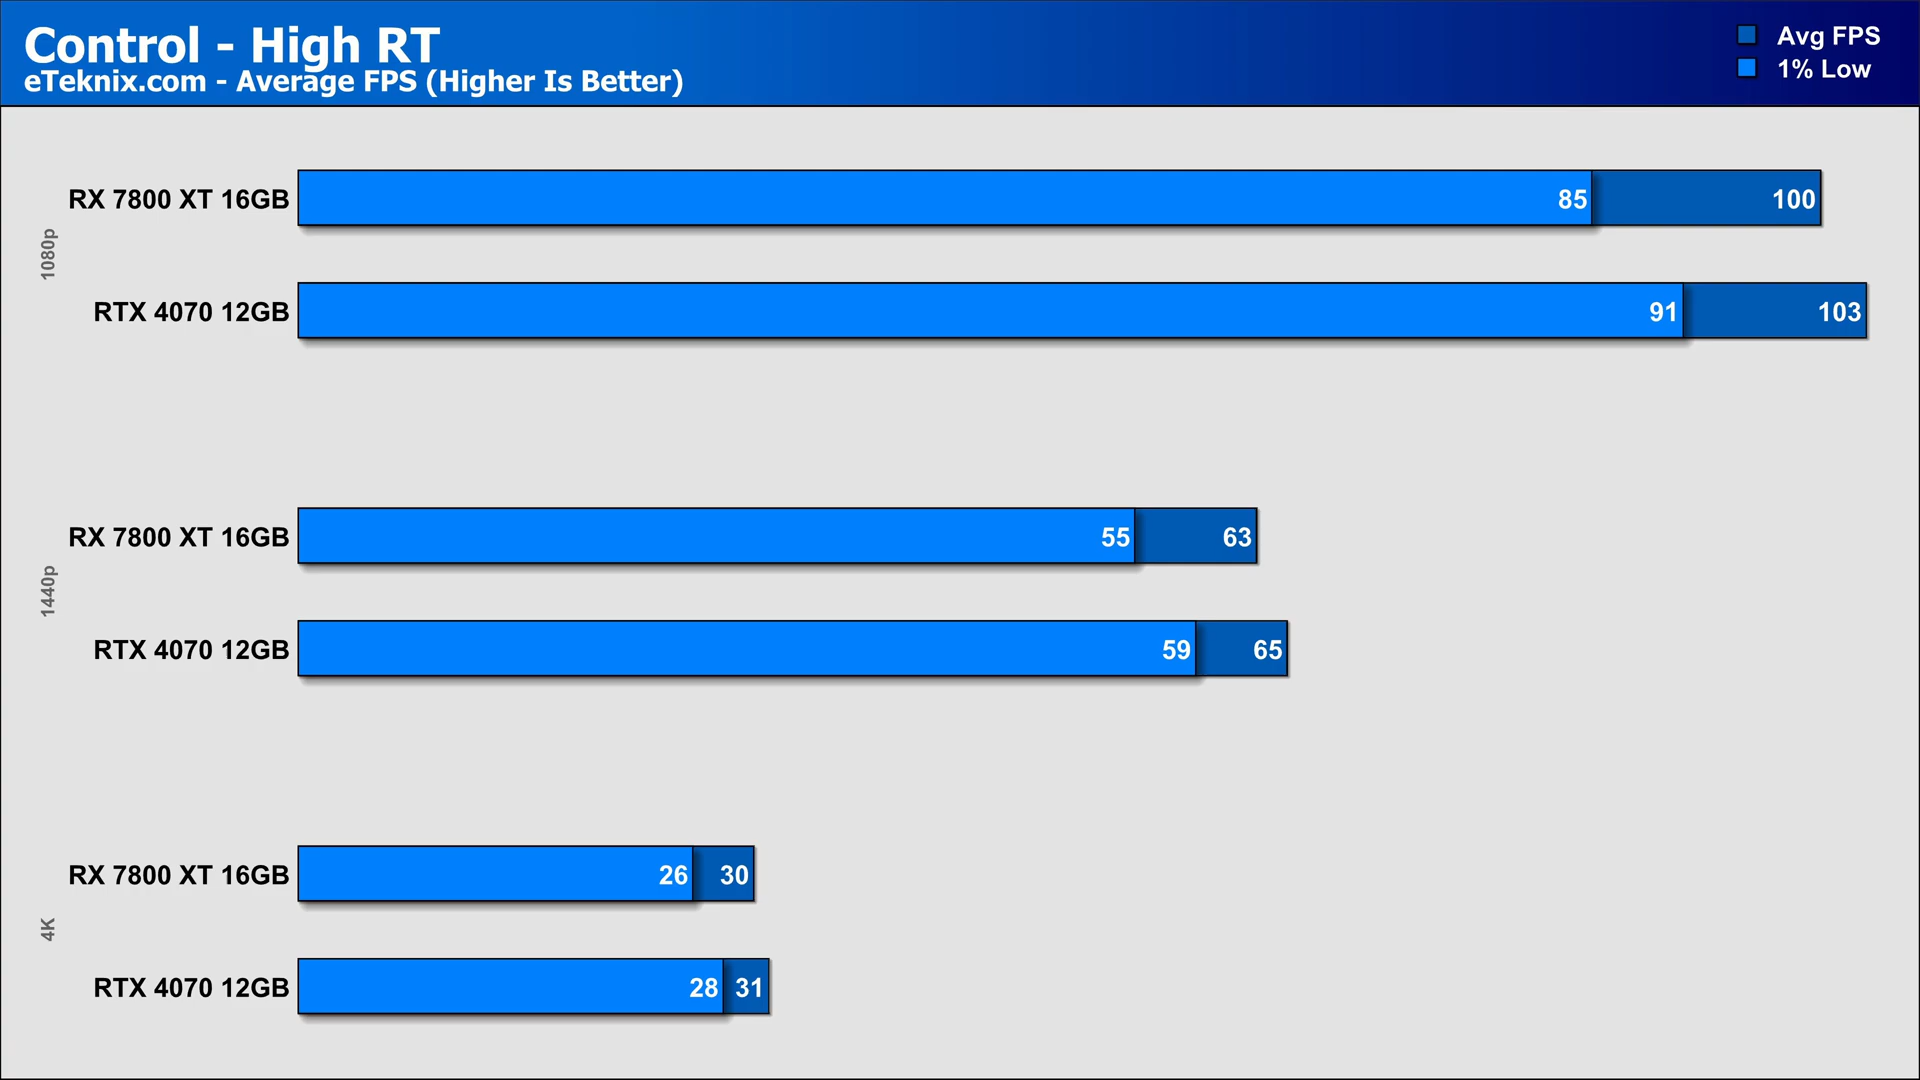 Control - High RT
eTeknix.com - Average FPS (Higher Is Better)
Avg FPS
1% Low
1080p
RX 7800 XT 16GB 85 100
RTX 4070 12GB 91 103
1440p
RX 7800 XT 16GB 55 63
RTX 4070 12GB 59 65
4K
RX 7800 XT 16GB 26 30
RTX 4070 12GB 28 31